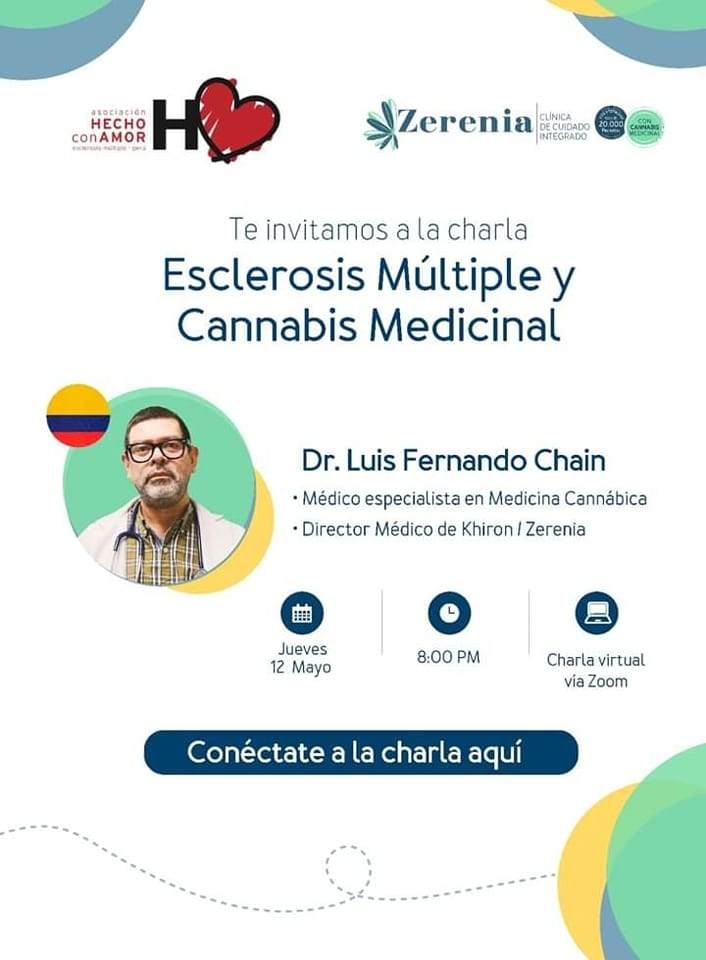 asociación
HECHO
conAMOR
esclerosis múltiple - perú
H
Zerenia
CLÍNICA
DE CUIDADO
INTEGRADO
20.000
CON
CANNABIS
MEDICINAL
Te invitamos a la charla
Esclerosis Múltiple y
Cannabis Medicinal
Dr. Luis Fernando Chain
• Médico especialista en Medicina Cannábica
• Director Médico de Khiron / Zerenia
Jueves
12 Mayo
8:00 PM
Charla virtual
vía Zoom
Conéctate a la charla aquí